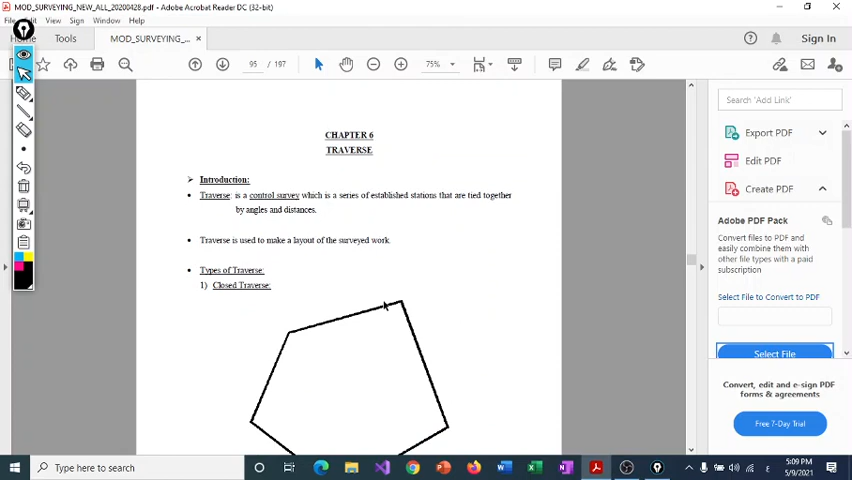 MOD_SURVEYING_NEW_ALL_20200428.pdf - Adobe Acrobat Reader DC (32-bit)
File Edit View Sign Window Help
Home Tools MOD_SURVEYING_... × Sign In
95 / 197 75%
CHAPTER 6
TRAVERSE
➤ Introduction:
• Traverse: is a control survey which is a series of established stations that are tied together
by angles and distances.
• Traverse is used to make a layout of the surveyed work.
• Types of Traverse:
1) Closed Traverse:
Search 'Add Link'
Export PDF
Edit PDF
Create PDF
Adobe PDF Pack
Convert files to PDF and
easily combine them with
other file types with a paid
subscription
Select File to Convert to PDF
Select File
Convert, edit and e-sign PDF
forms & agreements
Free 7-Day Trial
Type here to search
ع 5:09 PM
5/9/2021